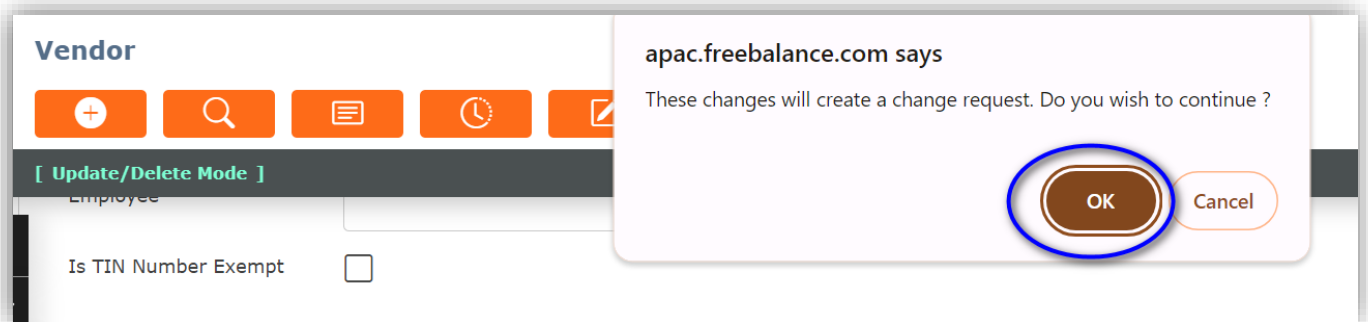 Vendor
apac.freebalance.com says
These changes will create a change request. Do you wish to continue ?
[ Update/Delete Mode ]
Employee
OK
Cancel
Is TIN Number Exempt